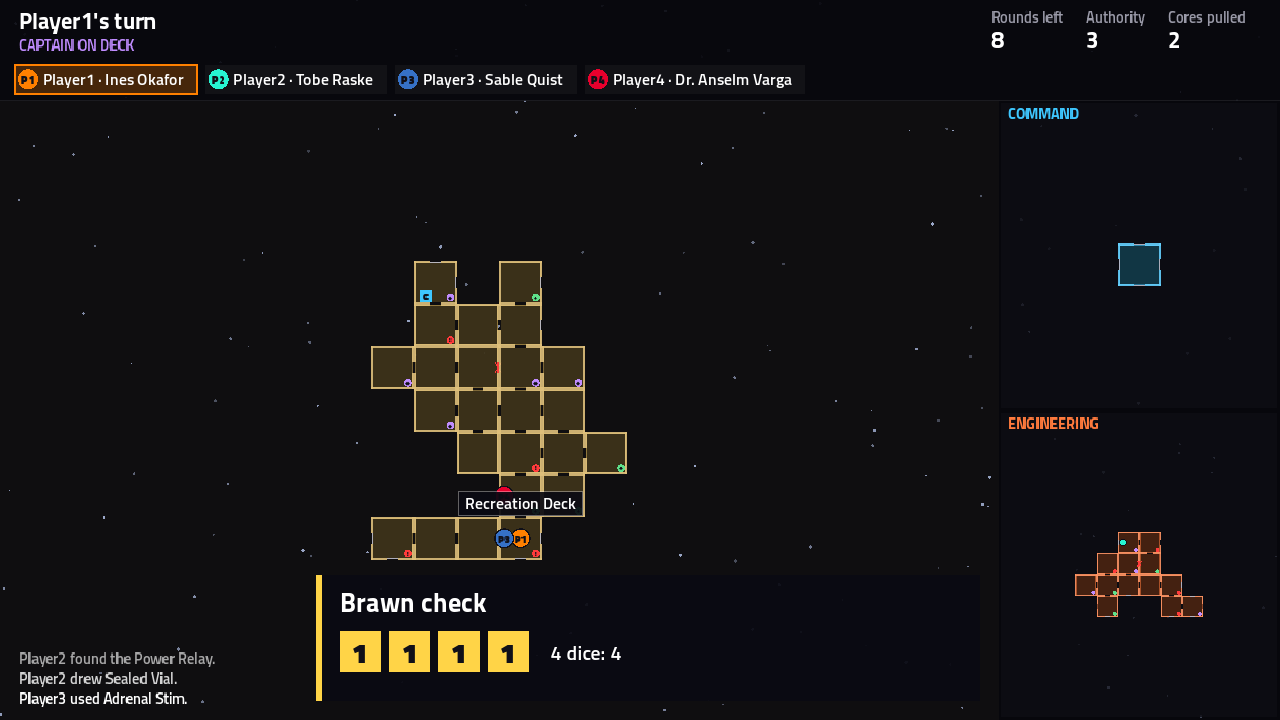 Player1's turn
CAPTAIN ON DECK
Rounds left
8
Authority
3
Cores pulled
2
P1 Player1 · Ines Okafor
P2 Player2 · Tobe Raske
P3 Player3 · Sable Quist
P4 Player4 · Dr. Anselm Varga
COMMAND
C
ENGINEERING
Recreation Deck
P3 P1
Brawn check
1 1 1 1 4 dice: 4
Player2 found the Power Relay.
Player2 drew Sealed Vial.
Player3 used Adrenal Stim.